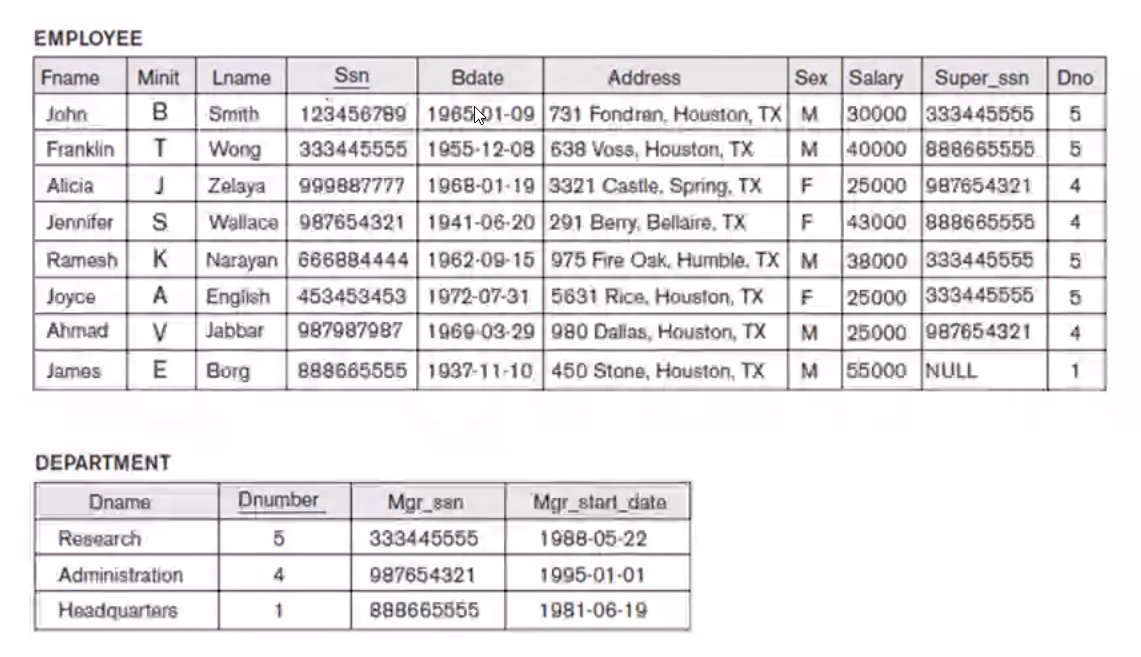 EMPLOYEE
Fname Minit Lname Ssn Bdate Address Sex Salary Super_ssn Dno
John B Smith 123456789 1965-01-09 731 Fondren, Houston, TX M 30000 333445555 5
Franklin T Wong 333445555 1955-12-08 638 Voss, Houston, TX M 40000 888665555 5
Alicia J Zelaya 999887777 1968-01-19 3321 Castle, Spring, TX F 25000 987654321 4
Jennifer S Wallace 987654321 1941-06-20 291 Berry, Bellaire, TX F 43000 888665555 4
Ramesh K Narayan 666884444 1962-09-15 975 Fire Oak, Humble, TX M 38000 333445555 5
Joyce A English 453453453 1972-07-31 5631 Rice, Houston, TX F 25000 333445555 5
Ahmad V Jabbar 987987987 1969-03-29 980 Dallas, Houston, TX M 25000 987654321 4
James E Borg 888665555 1937-11-10 450 Stone, Houston, TX M 55000 NULL 1
DEPARTMENT
Dname Dnumber Mgr_ssn Mgr_start_date
Research 5 333445555 1988-05-22
Administration 4 987654321 1995-01-01
Headquarters 1 888665555 1981-06-19